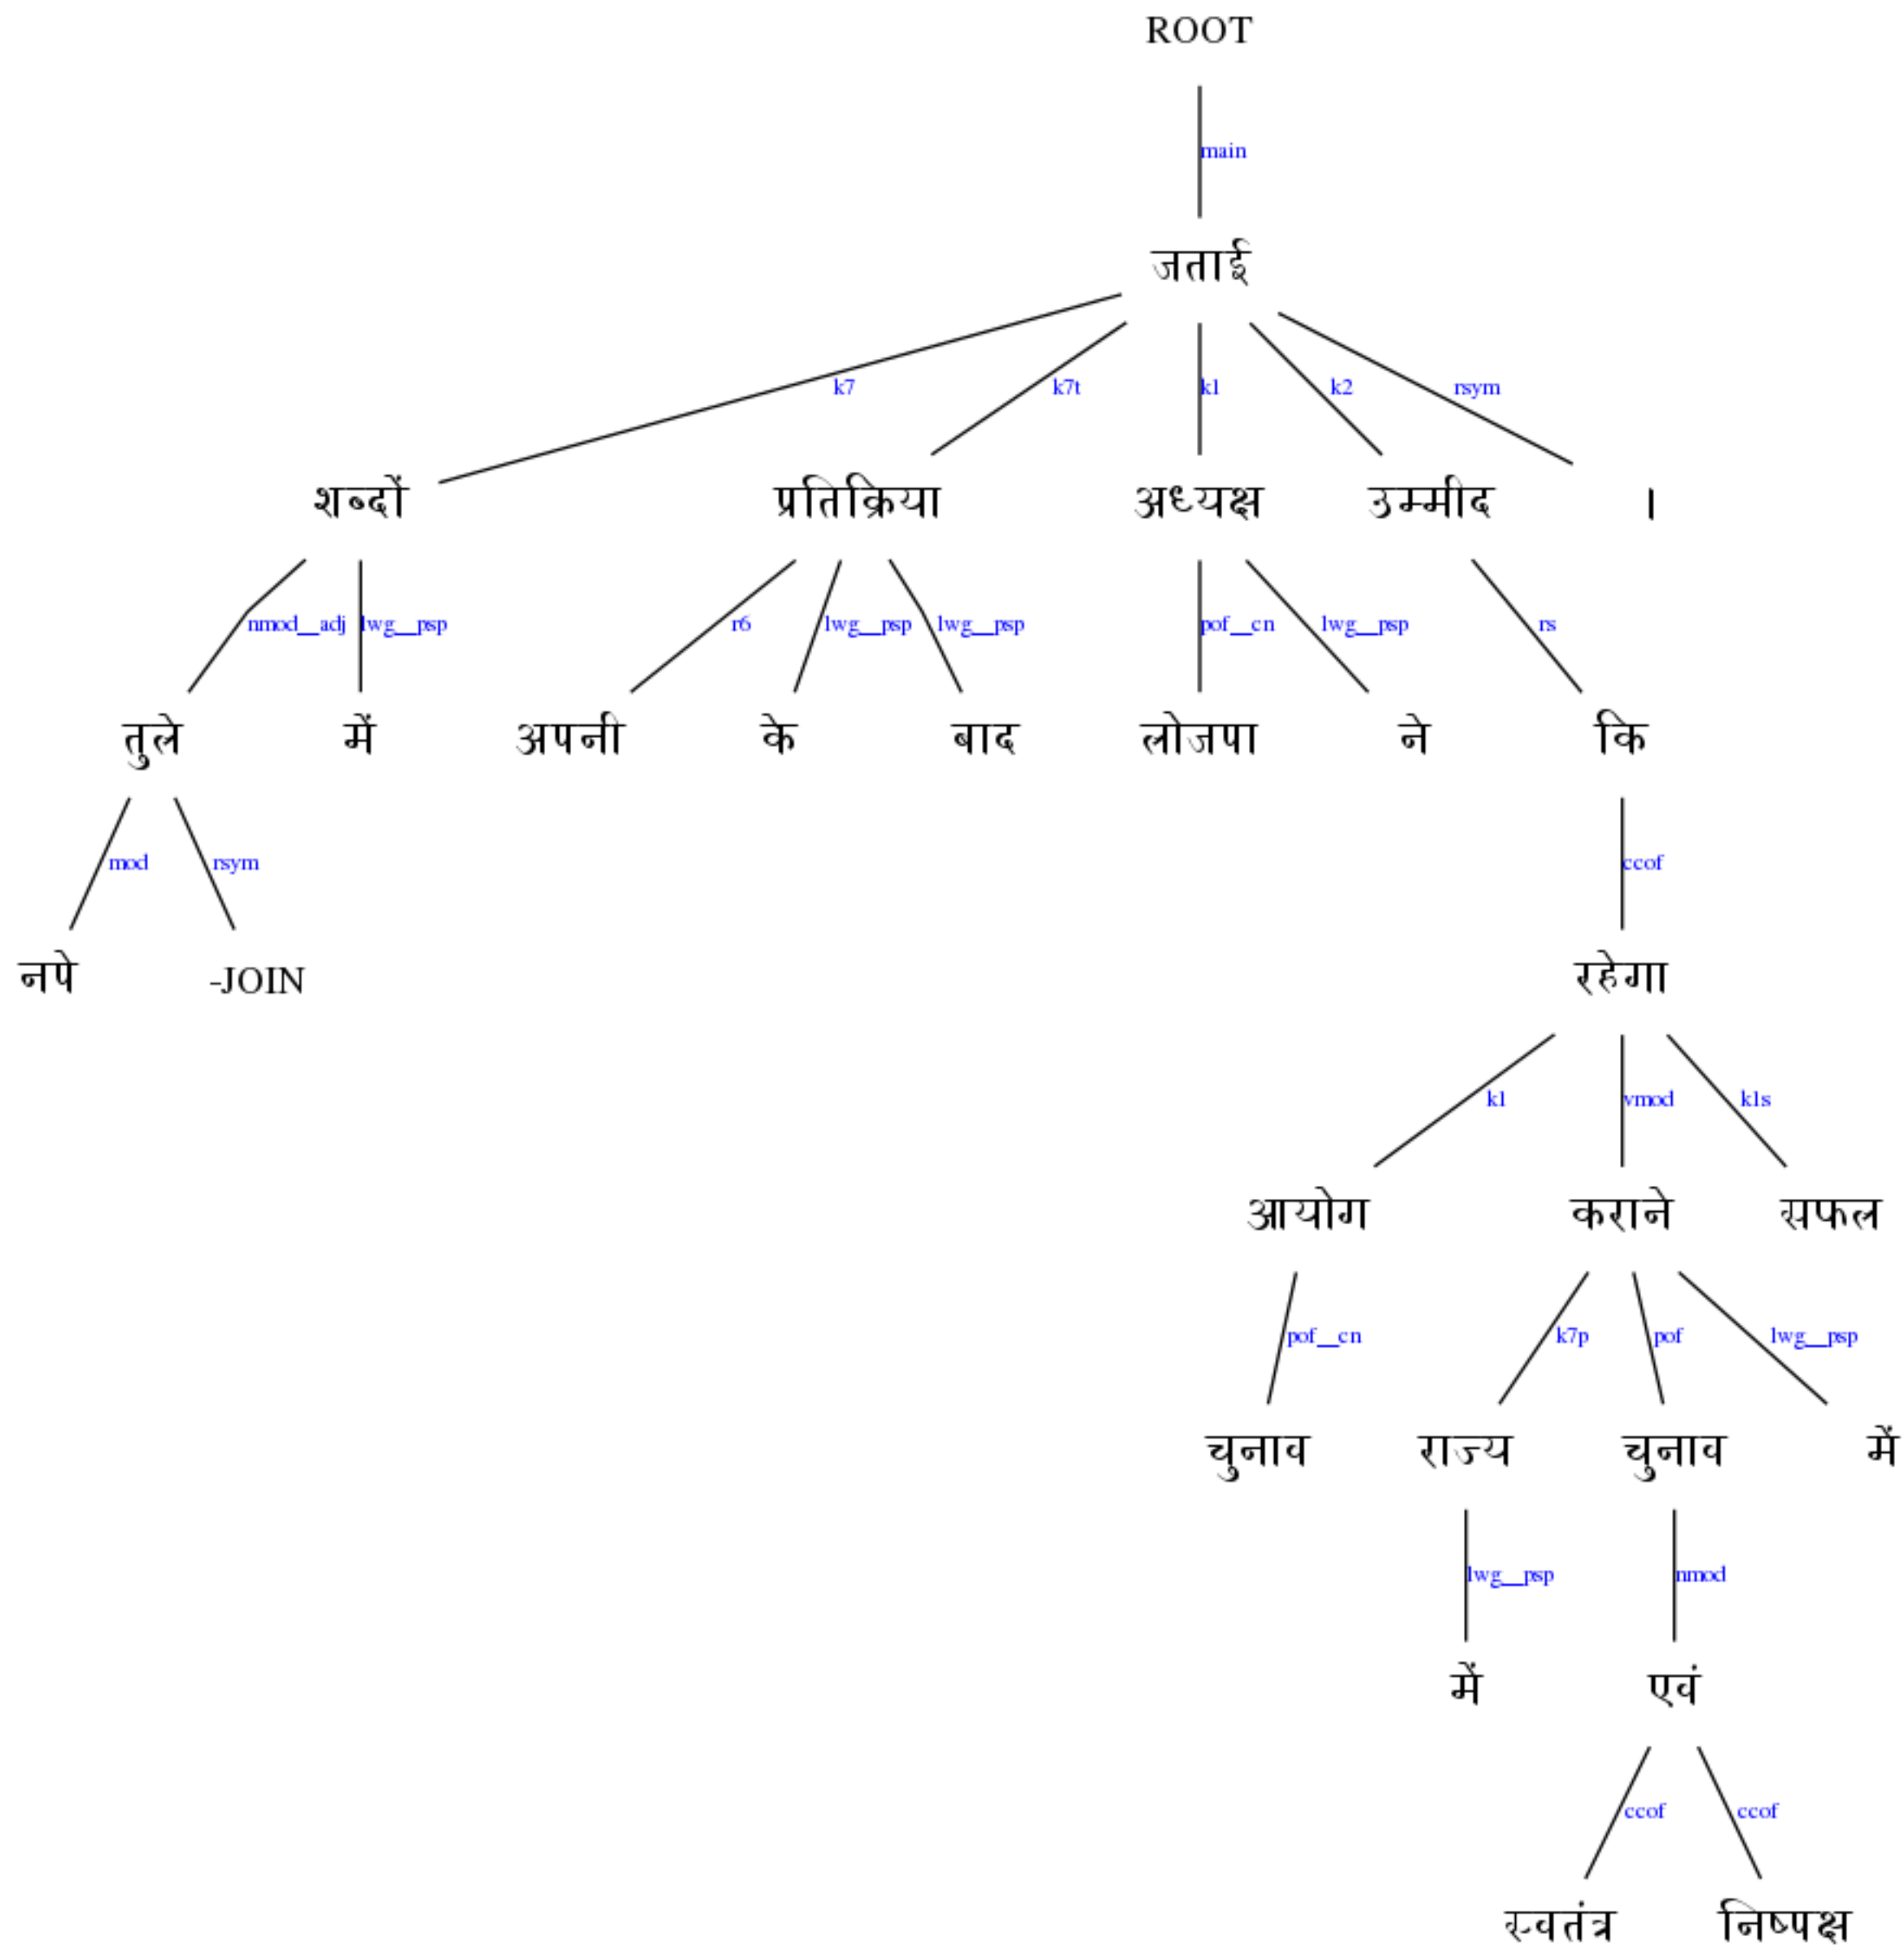 ROOT
main
जताई
k7 k7t k1 k2 rsym
शब्दों प्रतिक्रिया अध्यक्ष उम्मीद ।
nmod__adj lwg__psp r6 lwg__psp lwg__psp pof__cn lwg__psp rs
तुले में अपनी के बाद लोजपा ने कि
mod rsym ccof
नपे -JOIN रहेगा
k1 vmod k1s
आयोग कराने सफल
pof__cn k7p pof lwg__psp
चुनाव राज्य चुनाव में
lwg__psp nmod
में एवं
ccof ccof
स्वतंत्र निष्पक्ष